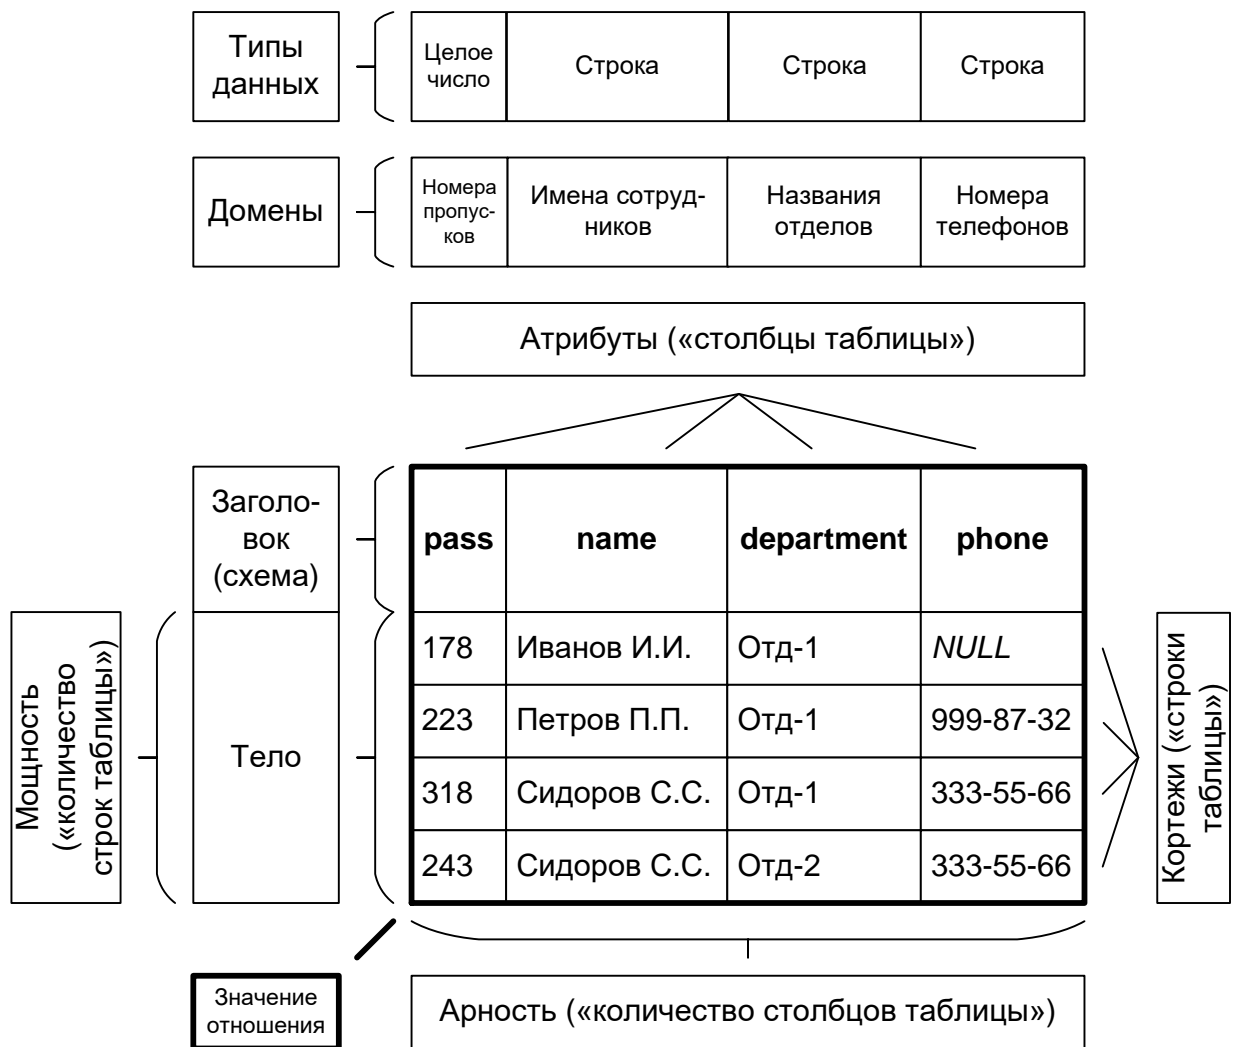 Типы
данных
Целое
число
Строка
Строка
Строка
Домены
Номера
пропус-
ков
Имена сотруд-
ников
Названия
отделов
Номера
телефонов
Атрибуты («столбцы таблицы»)
Заголо-
вок
(схема)
pass name department phone
Мощность
(«количество
строк таблицы»)
Тело
178 Иванов И.И. Отд-1 NULL
223 Петров П.П. Отд-1 999-87-32
318 Сидоров С.С. Отд-1 333-55-66
243 Сидоров С.С. Отд-2 333-55-66
Кортежи («строки
таблицы»)
Значение
отношения
Арность («количество столбцов таблицы»)